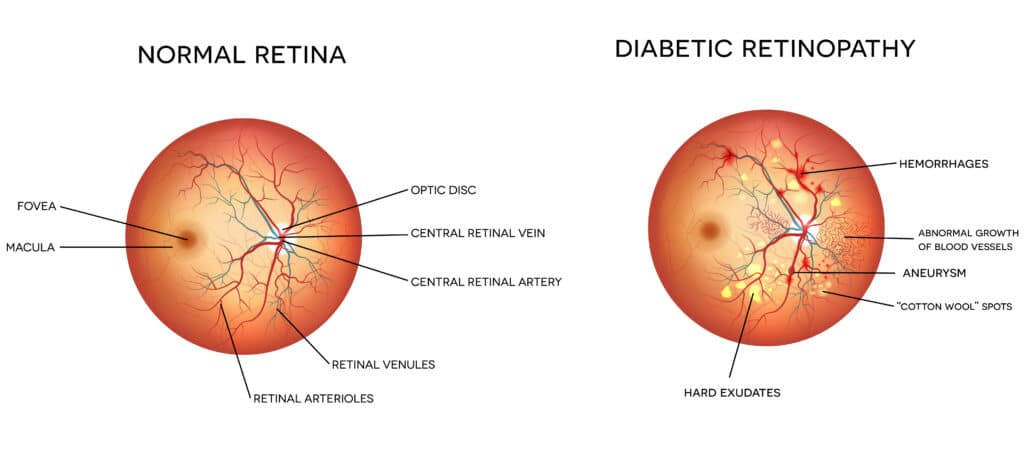 NORMAL RETINA
FOVEA
MACULA
OPTIC DISC
CENTRAL RETINAL VEIN
CENTRAL RETINAL ARTERY
RETINAL VENULES
RETINAL ARTERIOLES
DIABETIC RETINOPATHY
HEMORRHAGES
ABNORMAL GROWTH
OF BLOOD VESSELS
ANEURYSM
"COTTON WOOL" SPOTS
HARD EXUDATES